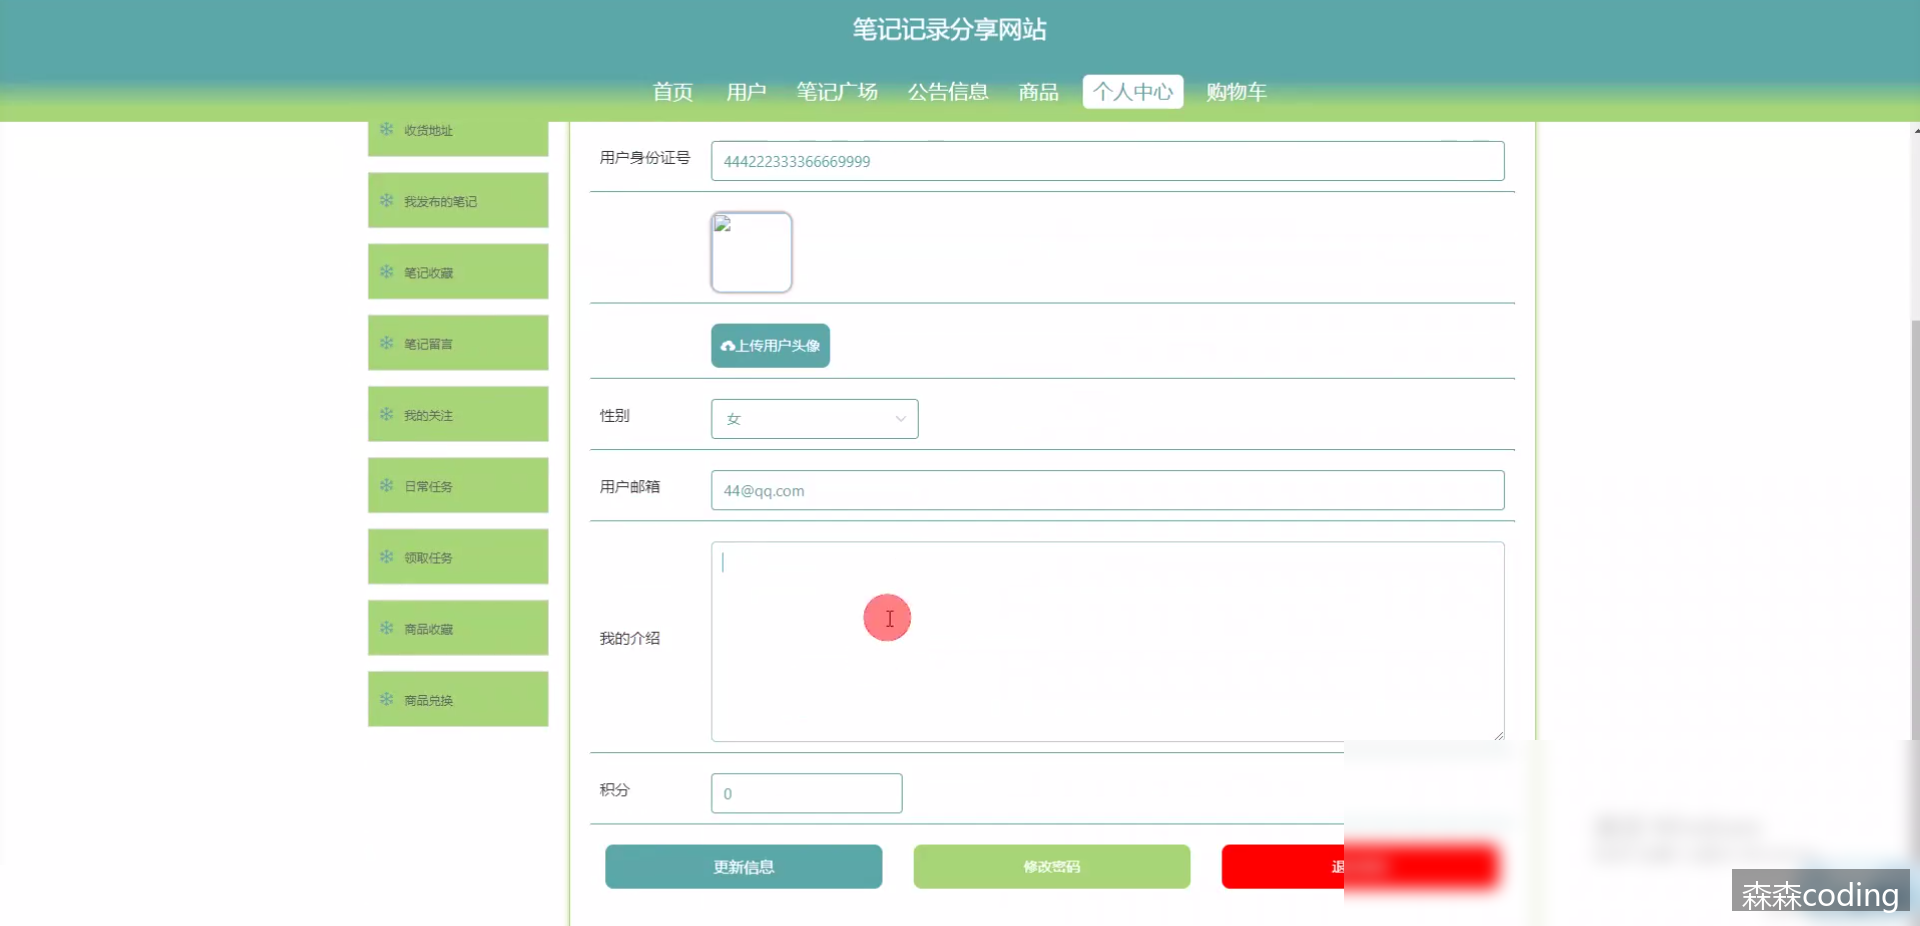 笔记记录分享网站
首页 用户 笔记广场 公告信息 商品 个人中心 购物车
收货地址
我发布的笔记
笔记收藏
笔记留言
我的关注
日常任务
领取任务
商品收藏
商品兑换
用户身份证号 444222333366669999
上传用户头像
性别 女
用户邮箱 44@qq.com
我的介绍
积分 0
更新信息 修改密码 退
森森coding